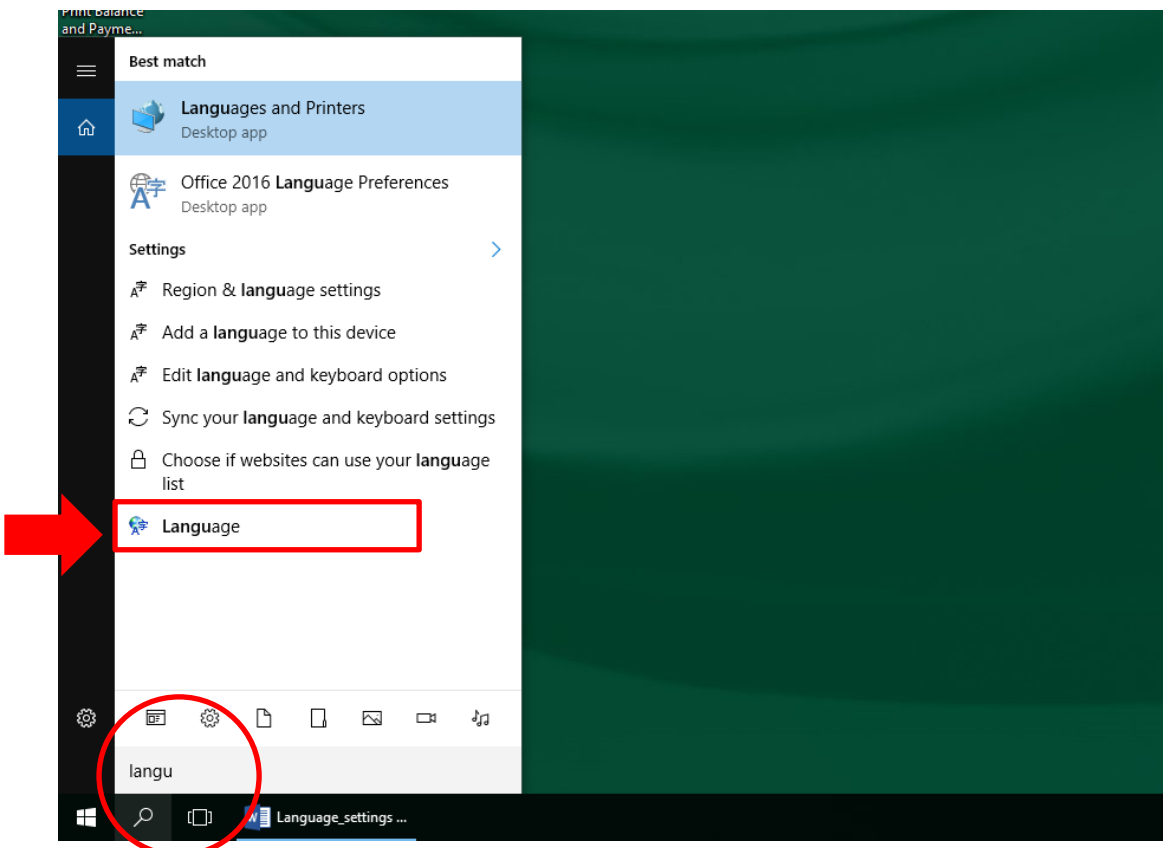 Print Balance
and Payme...
Best match
Languages and Printers
Desktop app
Office 2016 Language Preferences
Desktop app
Settings
Region & language settings
Add a language to this device
Edit language and keyboard options
Sync your language and keyboard settings
Choose if websites can use your language
list
Language
langu
Language_settings ...